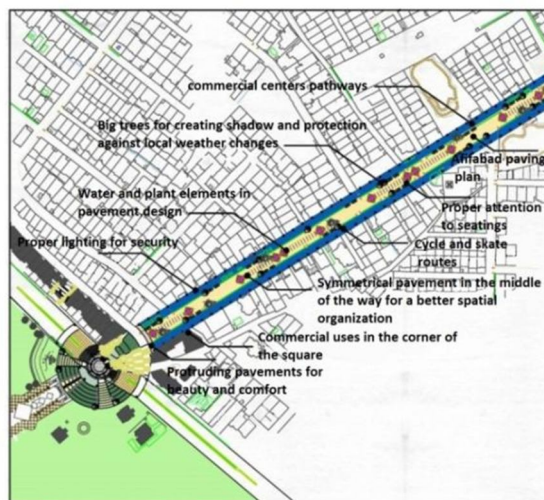 commercial centers pathways
Big trees for creating shadow and protection
against local weather changes
Ahlabad paving
plan
Water and plant elements in
pavement design
Proper attention
to seatings
Proper lighting for security
Cycle and skate
routes
Symmetrical pavement in the middle
of the way for a better spatial
organization
Commercial uses in the corner of
the square
Protruding pavements for
beauty and comfort